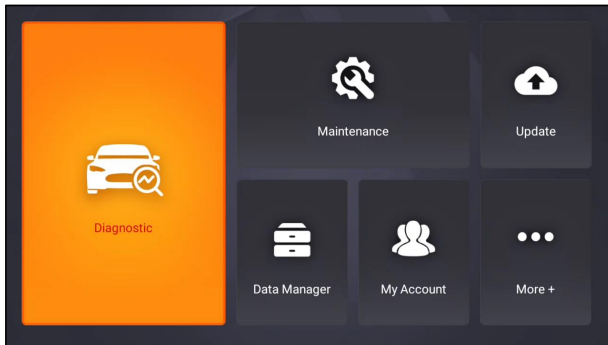 Maintenance
Update
Diagnostic
Data Manager
My Account
More +